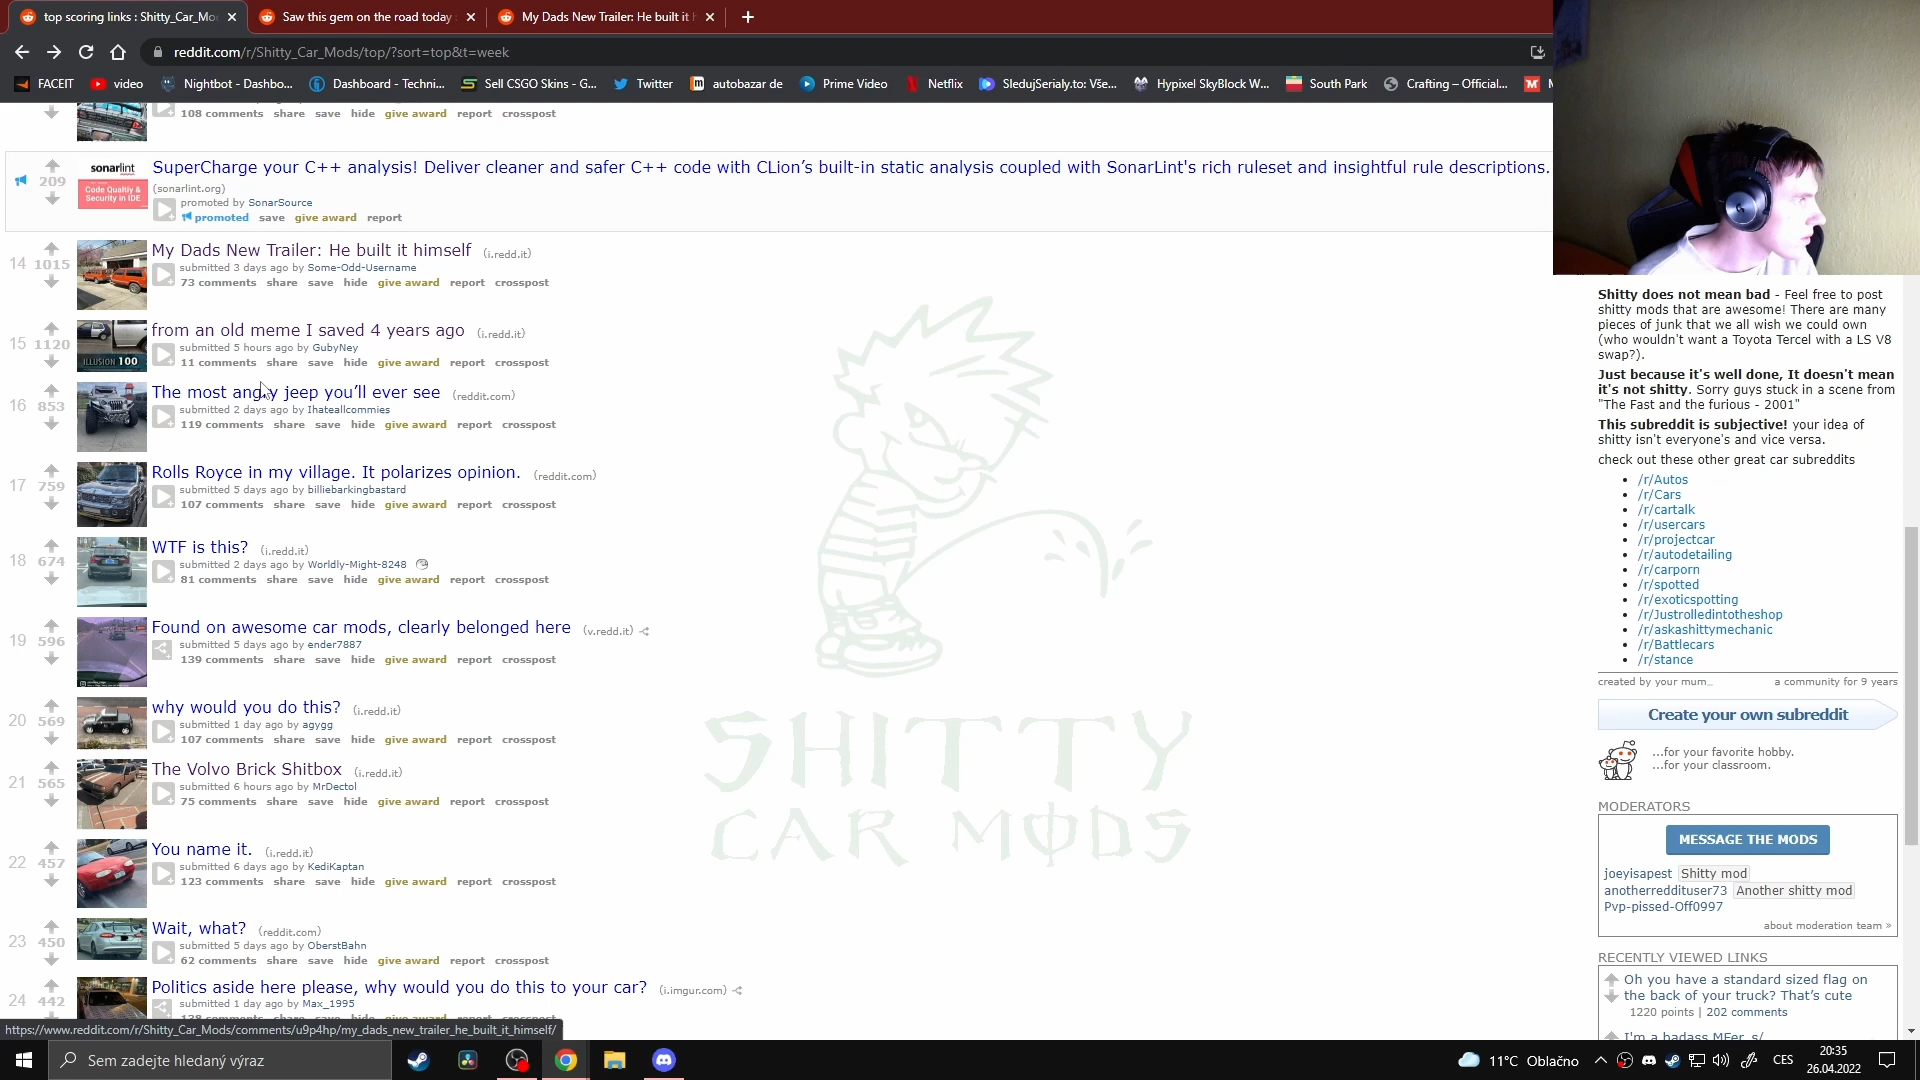 top scoring links : Shitty_Car_Mo
Saw this gem on the road today
My Dads New Trailer: He built it h
reddit.com/r/Shitty_Car_Mods/top/?sort=top&t=week
FACEIT
video
Nightbot - Dashbo...
Dashboard - Techni...
Sell CSGO Skins - G...
Twitter
autobazar de
Prime Video
Netflix
SledujSerialy.to: Vše...
Hypixel SkyBlock W...
South Park
Crafting – Official...
108 comments share save hide give award report crosspost
209
sonarlint
Code Quality &
Security in IDE
SuperCharge your C++ analysis! Deliver cleaner and safer C++ code with CLion’s built-in static analysis coupled with SonarLint's rich ruleset and insightful rule descriptions.
(sonarlint.org)
promoted by SonarSource
promoted save give award report
14 1015 My Dads New Trailer: He built it himself (i.redd.it)
submitted 3 days ago by Some-Odd-Username
73 comments share save hide give award report crosspost
15 1120 from an old meme I saved 4 years ago (i.redd.it)
submitted 5 hours ago by GubyNey
ILLUSION 100
11 comments share save hide give award report crosspost
16 853 The most angry jeep you’ll ever see (reddit.com)
submitted 2 days ago by Ihateallcommies
119 comments share save hide give award report crosspost
17 759 Rolls Royce in my village. It polarizes opinion. (reddit.com)
submitted 5 days ago by billiebarkingbastard
107 comments share save hide give award report crosspost
18 674 WTF is this? (i.redd.it)
submitted 2 days ago by Worldly-Might-8248
81 comments share save hide give award report crosspost
19 596 Found on awesome car mods, clearly belonged here (v.redd.it)
submitted 5 days ago by ender7887
139 comments share save hide give award report crosspost
20 569 why would you do this? (i.redd.it)
submitted 1 day ago by agygg
107 comments share save hide give award report crosspost
21 565 The Volvo Brick Shitbox (i.redd.it)
submitted 6 hours ago by MrDectol
75 comments share save hide give award report crosspost
22 457 You name it. (i.redd.it)
submitted 6 days ago by KediKaptan
123 comments share save hide give award report crosspost
23 450 Wait, what? (reddit.com)
submitted 5 days ago by OberstBahn
62 comments share save hide give award report crosspost
24 442 Politics aside here please, why would you do this to your car? (i.imgur.com)
submitted 1 day ago by Max_1995
SHITTY
CAR MODS
Shitty does not mean bad - Feel free to post
shitty mods that are awesome! There are many
pieces of junk that we all wish we could own
(who wouldn't want a Toyota Tercel with a LS V8
swap?).
Just because it's well done, It doesn't mean
it's not shitty. Sorry guys stuck in a scene from
"The Fast and the furious - 2001"
This subreddit is subjective! your idea of
shitty isn't everyone's and vice versa.
check out these other great car subreddits
/r/Autos
/r/Cars
/r/cartalk
/r/usercars
/r/projectcar
/r/autodetailing
/r/carporn
/r/spotted
/r/exoticspotting
/r/Justrolledintotheshop
/r/askashittymechanic
/r/Battlecars
/r/stance
created by your mum... a community for 9 years
Create your own subreddit
...for your favorite hobby.
...for your classroom.
MODERATORS
MESSAGE THE MODS
joeyisapest Shitty mod
anotherreddituser73 Another shitty mod
Pvp-pissed-Off0997
about moderation team »
RECENTLY VIEWED LINKS
Oh you have a standard sized flag on
the back of your truck? That’s cute
1220 points | 202 comments
I'm a badass MFer. s/
https://www.reddit.com/r/Shitty_Car_Mods/comments/u9p4hp/my_dads_new_trailer_he_built_it_himself/
Sem zadejte hledaný výraz
11°C Oblačno
CES
20:35
26.04.2022